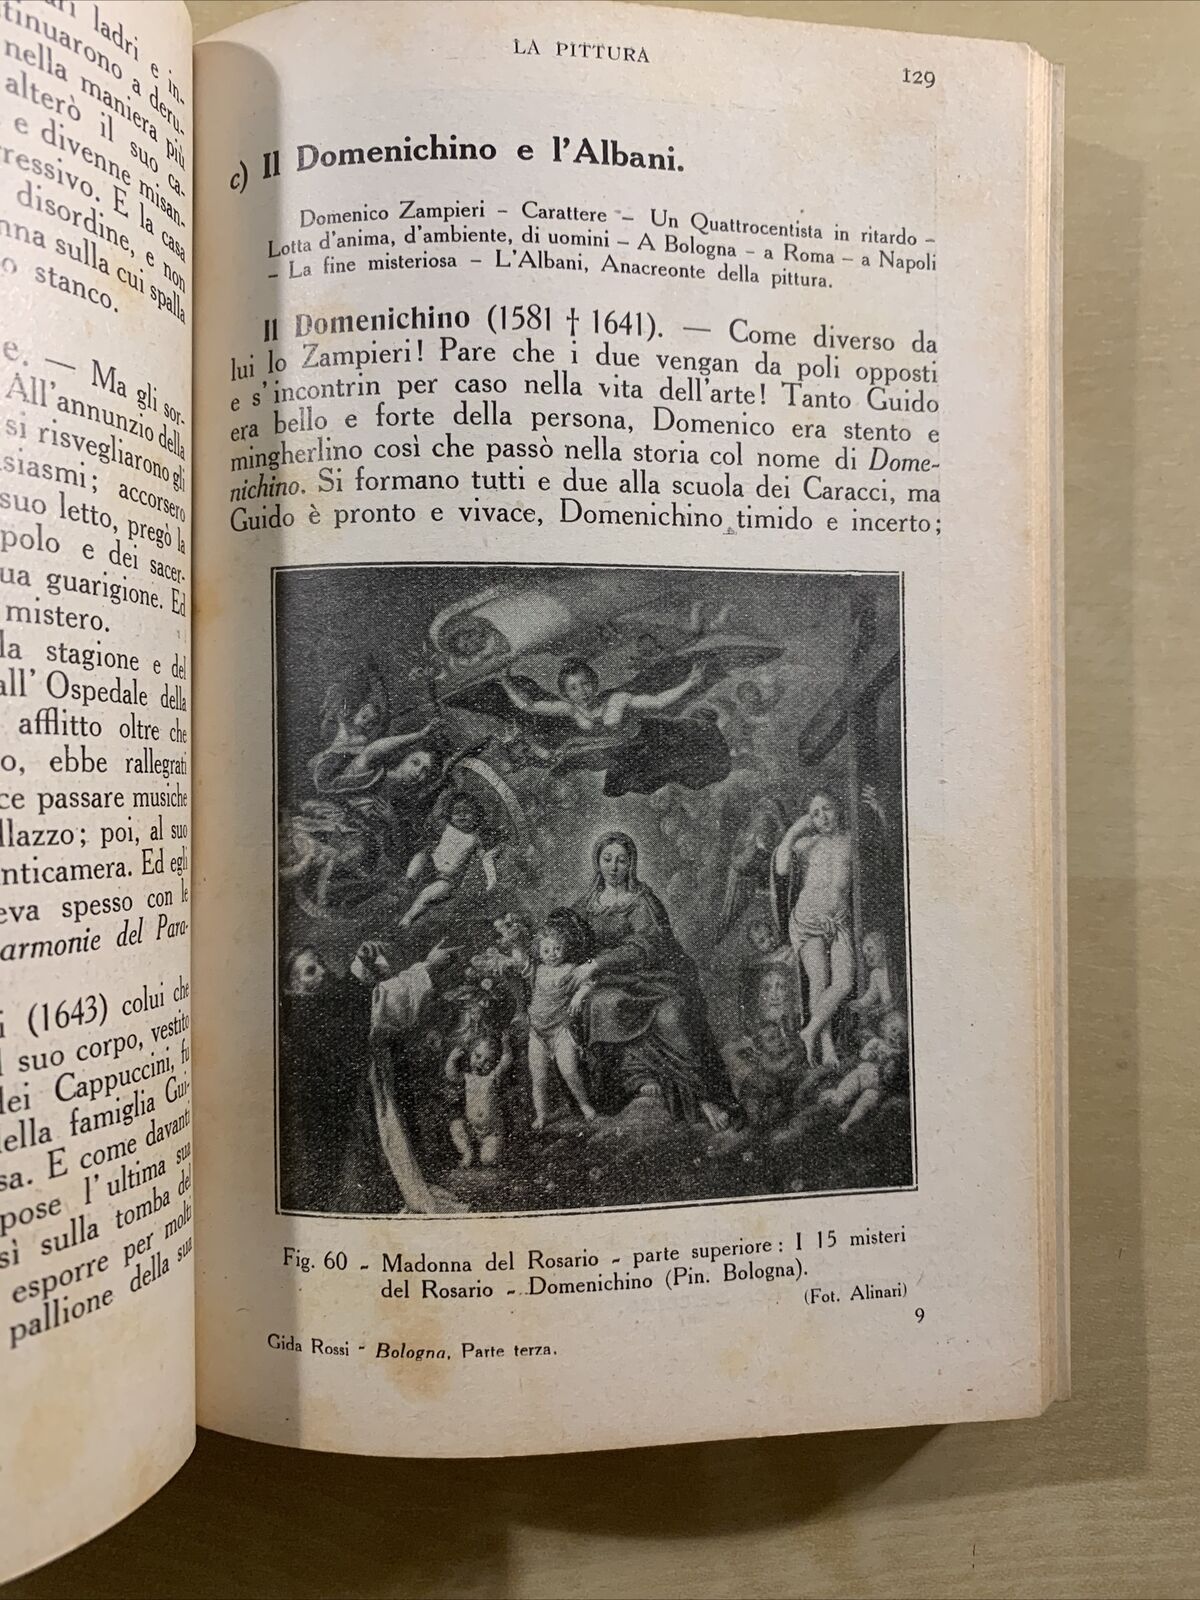 ladri e in-
tinuarono a deru-
nella maniera più
alterò il suo ca-
e divenne misan-
ressivo. E la casa
disordine, e non
nna sulla cui spalla
o stanco.
e. — Ma gli sor-
All'annunzio della
si risvegliarono gli
siasmi; accorsero
suo letto, pregò la
polo e dei sacer-
ua guarigione. Ed
mistero.
la stagione e del
all' Ospedale della
afflitto oltre che
o, ebbe rallegrati
ce passare musiche
llazzo; poi, al suo
nticamera. Ed egli
eva spesso con le
armonie del Para-
i (1643) colui che
l suo corpo, vestito
lei Cappuccini, fu
della famiglia Gui-
sa. E come davanti
pose l'ultima sua
sì sulla tomba del
esporre per molti
pallione della sua
LA PITTURA
129
c) Il Domenichino e l'Albani.
Domenico Zampieri – Carattere – Un Quattrocentista in ritardo –
Lotta d'anima, d'ambiente, di uomini – A Bologna – a Roma – a Napoli
– La fine misteriosa – L'Albani, Anacreonte della pittura.
Il Domenichino (1581 † 1641). — Come diverso da
lui lo Zampieri! Pare che i due vengan da poli opposti
e s'incontrin per caso nella vita dell'arte! Tanto Guido
era bello e forte della persona, Domenico era stento e
mingherlino così che passò nella storia col nome di Dome-
nichino. Si formano tutti e due alla scuola dei Caracci, ma
Guido è pronto e vivace, Domenichino timido e incerto;
Fig. 60 - Madonna del Rosario - parte superiore: I 15 misteri
del Rosario - Domenichino (Pin. Bologna).
(Fot. Alinari)
9
Gida Rossi - Bologna, Parte terza.